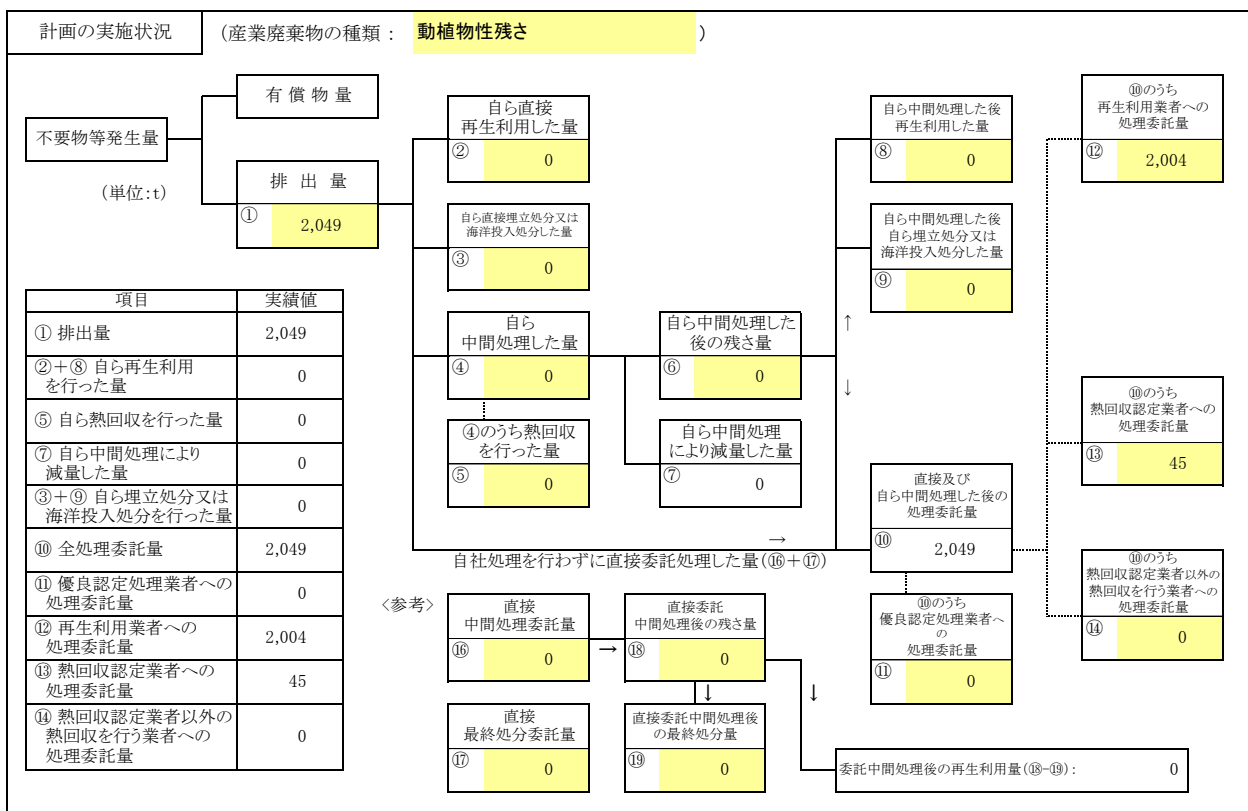 計画の実施状況
(産業廃棄物の種類： 動植物性残さ )
不要物等発生量
(単位:t)
有 償 物 量
排 出 量
① 2,049
自ら直接
再生利用した量
② 0
自ら直接埋立処分又は
海洋投入処分した量
③ 0
自ら
中間処理した量
④ 0
④のうち熱回収
を行った量
⑤ 0
自ら中間処理した
後の残さ量
⑥ 0
自ら中間処理
により減量した量
⑦ 0
自ら中間処理した後
再生利用した量
⑧ 0
自ら中間処理した後
自ら埋立処分又は
海洋投入処分した量
⑨ 0
↑
↓
直接及び
自ら中間処理した後の
処理委託量
⑩ 2,049
⑩のうち
優良認定処理業者へ
の
処理委託量
⑪ 0
⑩のうち
再生利用業者への
処理委託量
⑫ 2,004
⑩のうち
熱回収認定業者への
処理委託量
⑬ 45
⑩のうち
熱回収認定業者以外の
熱回収を行う業者への
処理委託量
⑭ 0
→
自社処理を行わずに直接委託処理した量(⑯+⑰)
〈参考〉
直接
中間処理委託量
⑯ 0
→
直接委託
中間処理後の残さ量
⑱ 0
↓
↓
直接
最終処分委託量
⑰ 0
直接委託中間処理後
の最終処分量
⑲ 0
委託中間処理後の再生利用量(⑱-⑲)： 0
項目 実績値
① 排出量 2,049
②+⑧ 自ら再生利用
を行った量 0
⑤ 自ら熱回収を行った量 0
⑦ 自ら中間処理により
減量した量 0
③+⑨ 自ら埋立処分又は
海洋投入処分を行った量 0
⑩ 全処理委託量 2,049
⑪ 優良認定処理業者への
処理委託量 0
⑫ 再生利用業者への
処理委託量 2,004
⑬ 熱回収認定業者への
処理委託量 45
⑭ 熱回収認定業者以外の
熱回収を行う業者への
処理委託量 0